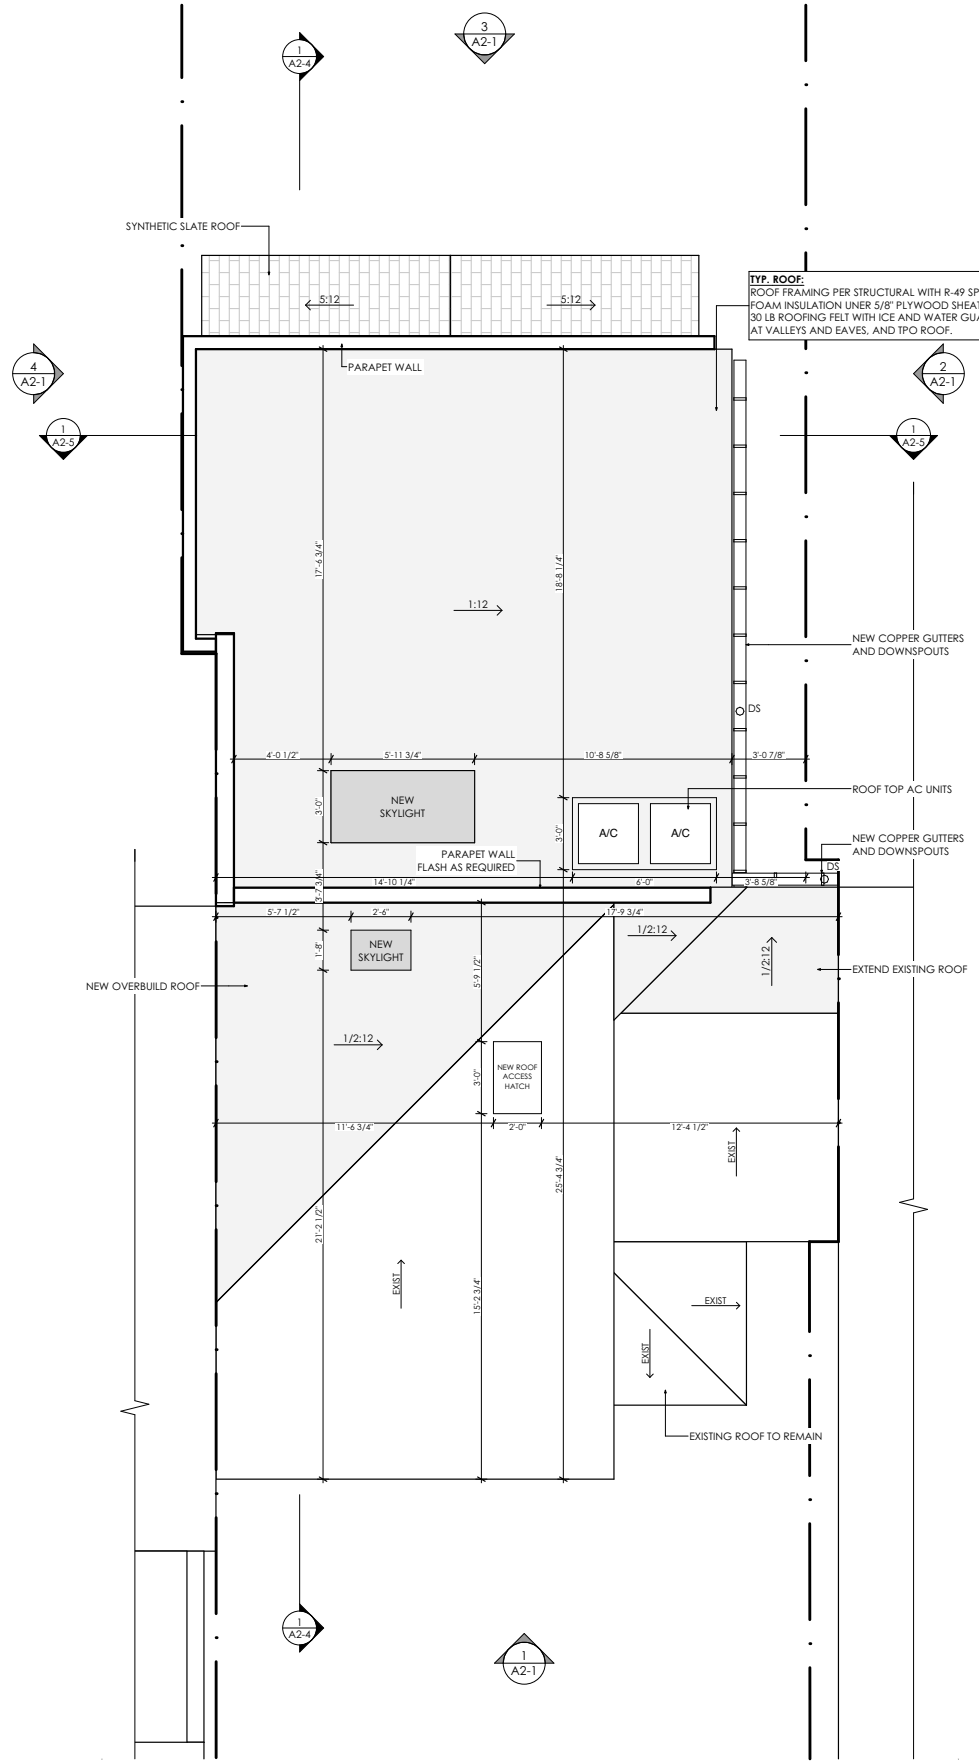 3
A2-1
1
A2-4
SYNTHETIC SLATE ROOF
5:12
5:12
TYP. ROOF:
ROOF FRAMING PER STRUCTURAL WITH R-49
FOAM INSULATION UNER 5/8" PLYWOOD
30 LB ROOFING FELT WITH ICE AND WATER
AT VALLEYS AND EAVES, AND TPO ROOF.
4
A2-1
PARAPET WALL
2
A2-1
1
A2-5
1
A2-5
17'-6 3/4"
18'-8 1/4"
1:12
NEW COPPER GUTTERS
AND DOWNSPOUTS
DS
4'-0 1/2"
5'-11 3/4"
10'-8 5/8"
3'-0 7/8"
3'-0"
NEW
SKYLIGHT
3'-0"
A/C
A/C
ROOF TOP AC UNITS
NEW COPPER GUTTERS
AND DOWNSPOUTS
PARAPET WALL
FLASH AS REQUIRED
DS
3'-7 3/4"
14'-10 1/4"
6'-0"
3'-8 5/8"
5'-7 1/2"
2'-6"
17'-9 3/4"
1'-8"
NEW
SKYLIGHT
5'-9 1/2"
1/2:12
1/2:12
EXTEND EXISTING ROOF
NEW OVERBUILD ROOF
1/2:12
NEW ROOF
ACCESS
HATCH
3'-0"
11'-6 3/4"
2'-0"
12'-4 1/2"
EXIST
25'-4 3/4"
21'-2 1/2"
EXIST
15'-2 3/4"
EXIST
EXIST
EXISTING ROOF TO REMAIN
1
A2-4
1
A2-1